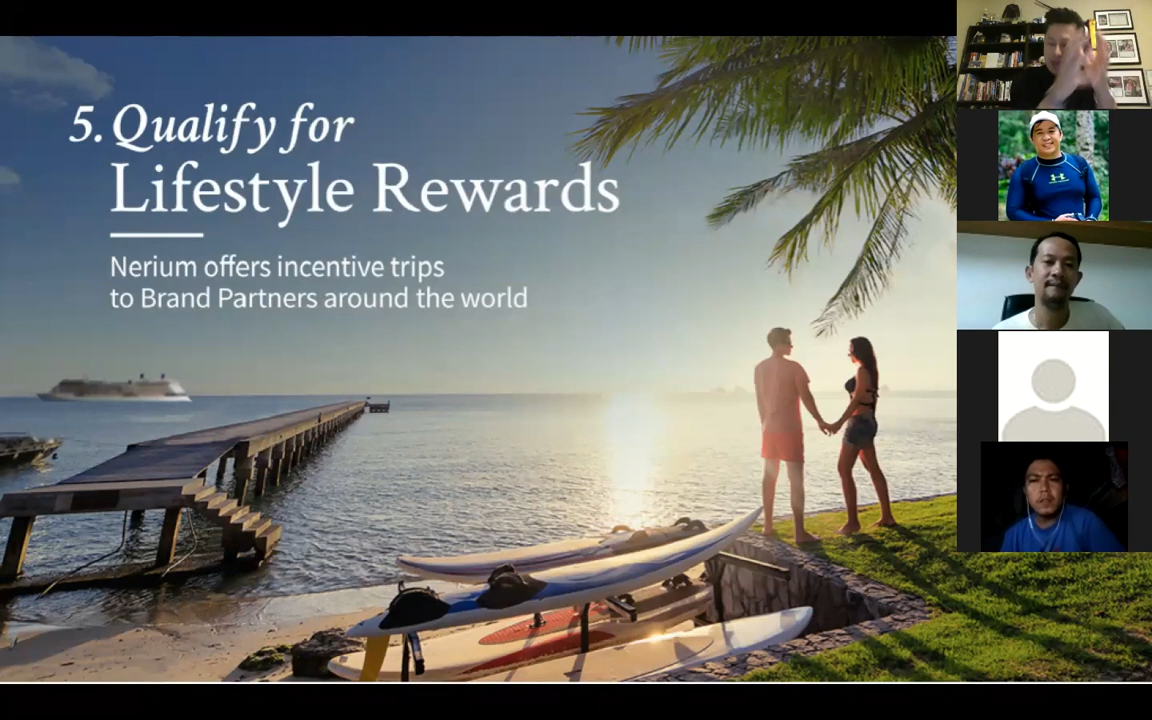 5. Qualify for
Lifestyle Rewards
Nerium offers incentive trips
to Brand Partners around the world